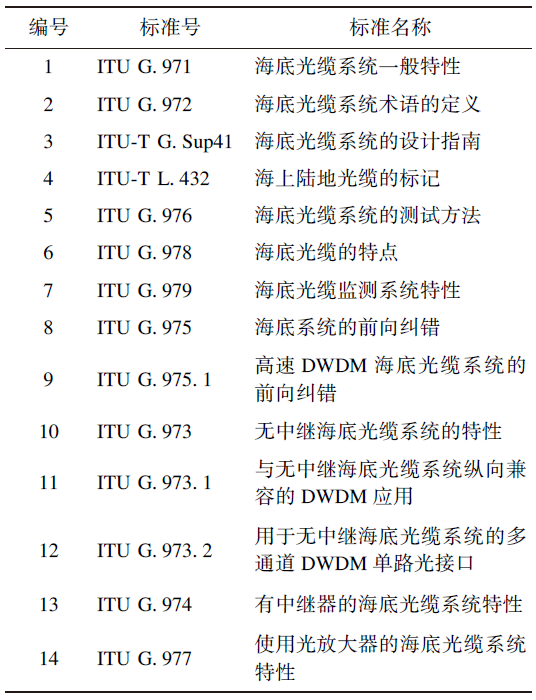 编号 标准号 标准名称
1 ITU G. 971 海底光缆系统一般特性
2 ITU G. 972 海底光缆系统术语的定义
3 ITU-T G. Sup41 海底光缆系统的设计指南
4 ITU-T L. 432 海上陆地光缆的标记
5 ITU G. 976 海底光缆系统的测试方法
6 ITU G. 978 海底光缆的特点
7 ITU G. 979 海底光缆监测系统特性
8 ITU G. 975 海底系统的前向纠错
9 ITU G. 975. 1 高速 DWDM 海底光缆系统的
前向纠错
10 ITU G. 973 无中继海底光缆系统的特性
11 ITU G. 973. 1 与无中继海底光缆系统纵向兼
容的 DWDM 应用
12 ITU G. 973. 2 用于无中继海底光缆系统的多
通道 DWDM 单路光接口
13 ITU G. 974 有中继器的海底光缆系统特性
14 ITU G. 977 使用光放大器的海底光缆系统
特性